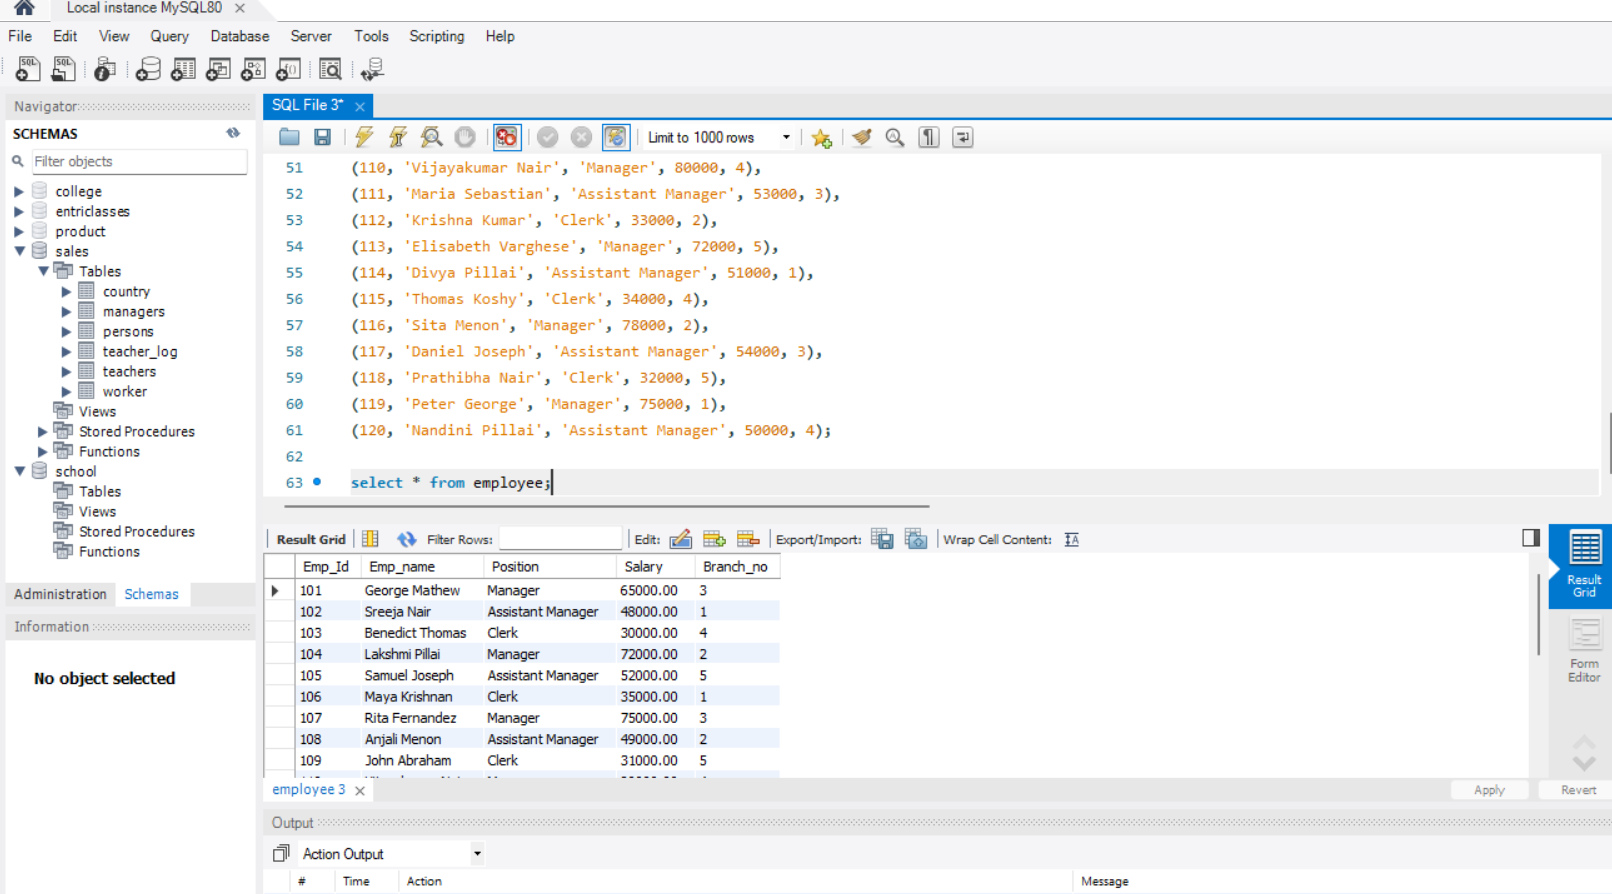 Local instance MySQL80
File Edit View Query Database Server Tools Scripting Help
Navigator
SCHEMAS
Filter objects
college
entriclasses
product
sales
Tables
country
managers
persons
teacher_log
teachers
worker
Views
Stored Procedures
Functions
school
Tables
Views
Stored Procedures
Functions
Administration Schemas
Information
No object selected
SQL File 3*
Limit to 1000 rows
51 (110, 'Vijayakumar Nair', 'Manager', 80000, 4),
52 (111, 'Maria Sebastian', 'Assistant Manager', 53000, 3),
53 (112, 'Krishna Kumar', 'Clerk', 33000, 2),
54 (113, 'Elisabeth Varghese', 'Manager', 72000, 5),
55 (114, 'Divya Pillai', 'Assistant Manager', 51000, 1),
56 (115, 'Thomas Koshy', 'Clerk', 34000, 4),
57 (116, 'Sita Menon', 'Manager', 78000, 2),
58 (117, 'Daniel Joseph', 'Assistant Manager', 54000, 3),
59 (118, 'Prathibha Nair', 'Clerk', 32000, 5),
60 (119, 'Peter George', 'Manager', 75000, 1),
61 (120, 'Nandini Pillai', 'Assistant Manager', 50000, 4);
62
63 select * from employee;
Result Grid Filter Rows: Edit: Export/Import: Wrap Cell Content:
Emp_Id Emp_name Position Salary Branch_no
101 George Mathew Manager 65000.00 3
102 Sreeja Nair Assistant Manager 48000.00 1
103 Benedict Thomas Clerk 30000.00 4
104 Lakshmi Pillai Manager 72000.00 2
105 Samuel Joseph Assistant Manager 52000.00 5
106 Maya Krishnan Clerk 35000.00 1
107 Rita Fernandez Manager 75000.00 3
108 Anjali Menon Assistant Manager 49000.00 2
109 John Abraham Clerk 31000.00 5
Result
Grid
Form
Editor
employee 3
Apply Revert
Output
Action Output
# Time Action Message